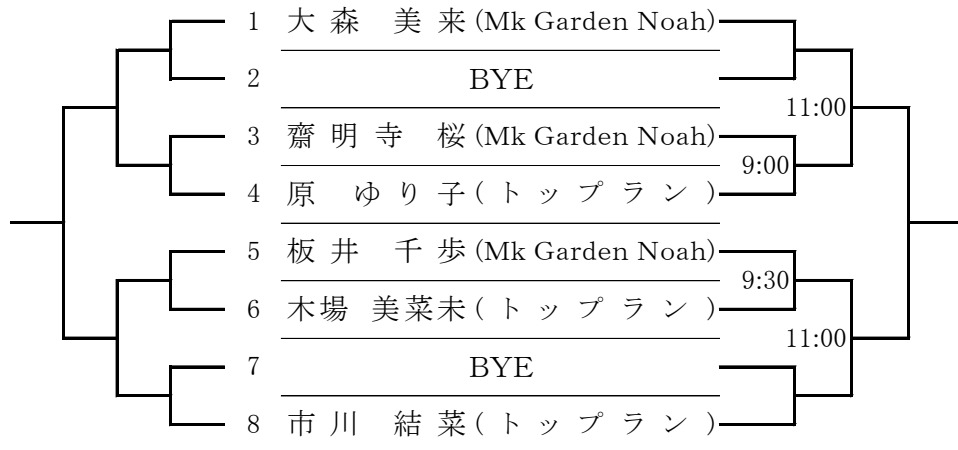 1 大森 美来 (Mk Garden Noah)
2 BYE
11:00
3 齋明寺 桜 (Mk Garden Noah)
9:00
4 原 ゆり子 (トップラン)
5 板井 千歩 (Mk Garden Noah)
9:30
6 木場 美菜未 (トップラン)
11:00
7 BYE
8 市川 結菜 (トップラン)